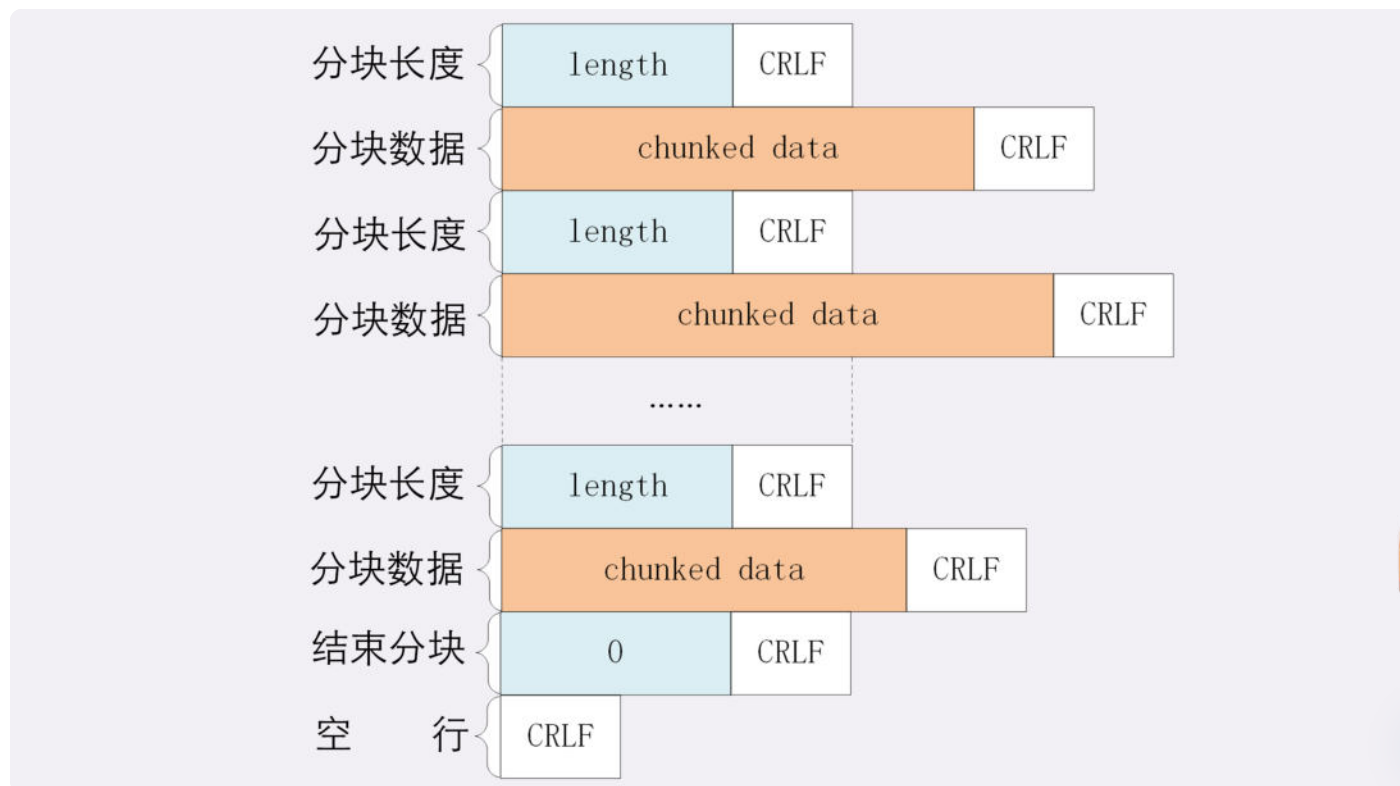 分块长度 length CRLF
分块数据 chunked data CRLF
分块长度 length CRLF
分块数据 chunked data CRLF
……
分块长度 length CRLF
分块数据 chunked data CRLF
结束分块 0 CRLF
空 行 CRLF